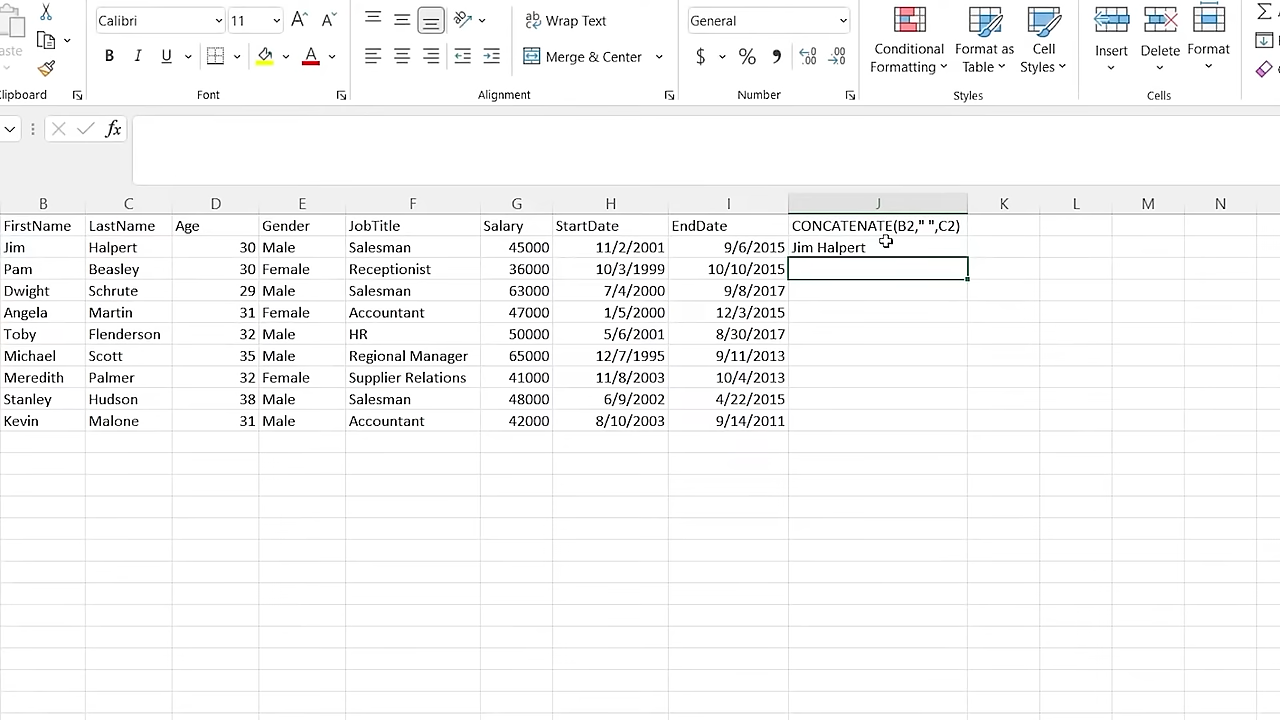 Calibri 11 A^ A˅ Wrap Text General
aste B I U A Merge & Center $ % 9 Conditional Formatting Format as Table Cell Styles Insert Delete Format
lipboard Font Alignment Number Styles Cells
fx
B C D E F G H I J K L M N
FirstName LastName Age Gender JobTitle Salary StartDate EndDate CONCATENATE(B2," ",C2)
Jim Halpert 30 Male Salesman 45000 11/2/2001 9/6/2015 Jim Halpert
Pam Beasley 30 Female Receptionist 36000 10/3/1999 10/10/2015
Dwight Schrute 29 Male Salesman 63000 7/4/2000 9/8/2017
Angela Martin 31 Female Accountant 47000 1/5/2000 12/3/2015
Toby Flenderson 32 Male HR 50000 5/6/2001 8/30/2017
Michael Scott 35 Male Regional Manager 65000 12/7/1995 9/11/2013
Meredith Palmer 32 Female Supplier Relations 41000 11/8/2003 10/4/2013
Stanley Hudson 38 Male Salesman 48000 6/9/2002 4/22/2015
Kevin Malone 31 Male Accountant 42000 8/10/2003 9/14/2011